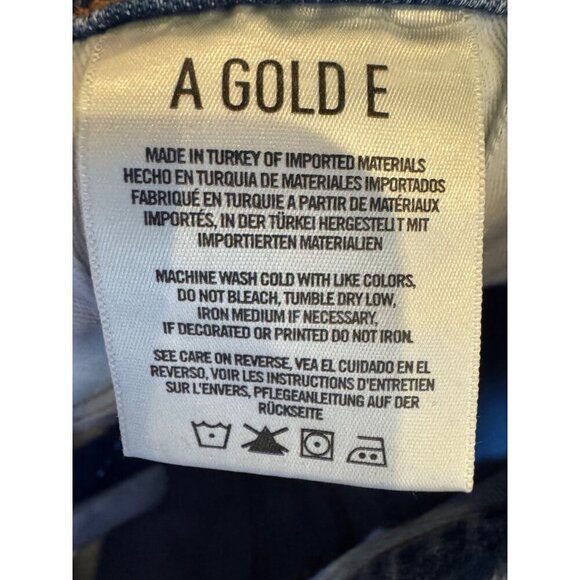 A GOLD E
MADE IN TURKEY OF IMPORTED MATERIALS
HECHO EN TURQUIA DE MATERIALES IMPORTADOS
FABRIQUÉ EN TURQUIE A PARTIR DE MATÉRIAUX
IMPORTÉS, IN DER TÜRKEI HERGESTELLT MIT
IMPORTIERTEN MATERIALIEN
MACHINE WASH COLD WITH LIKE COLORS,
DO NOT BLEACH, TUMBLE DRY LOW,
IRON MEDIUM IF NECESSARY,
IF DECORATED OR PRINTED DO NOT IRON.
SEE CARE ON REVERSE, VEA EL CUIDADO EN EL
REVERSO, VOIR LES INSTRUCTIONS D'ENTRETIEN
SUR L'ENVERS, PFLEGEANLEITUNG AUF DER
RÜCKSEITE